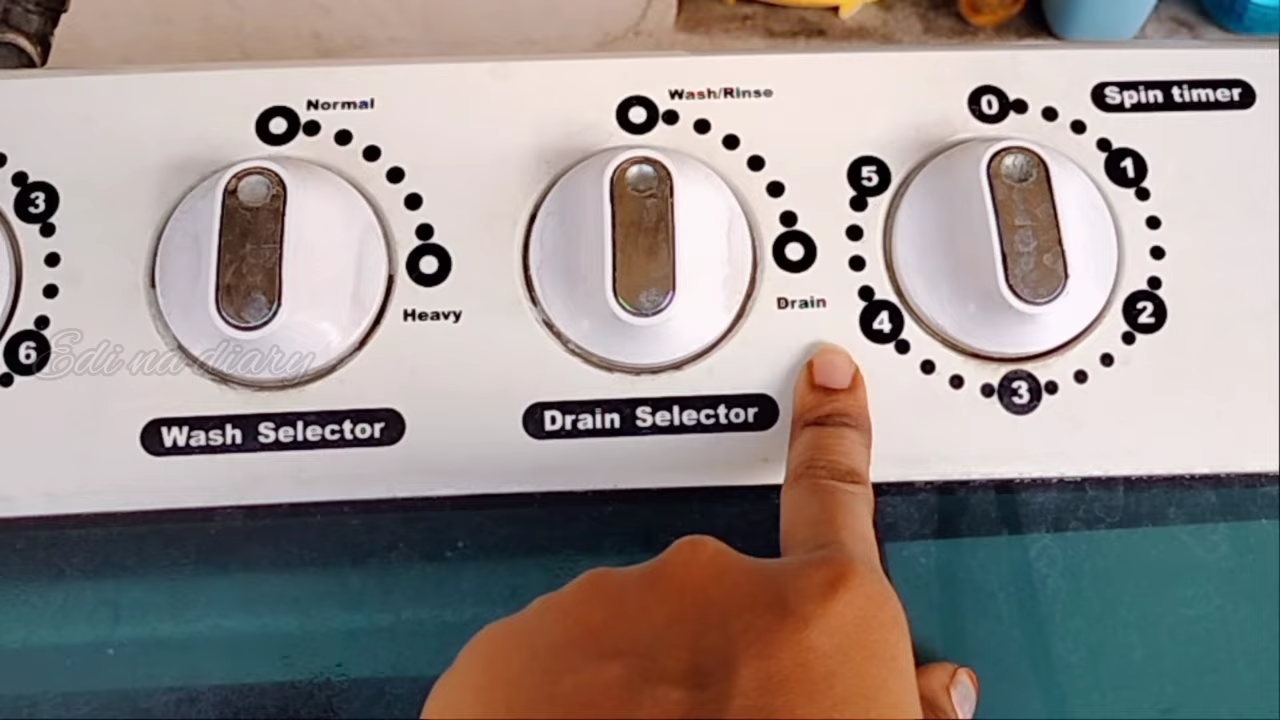 3
6
Normal
Heavy
Wash Selector
Wash/Rinse
Drain
Drain Selector
Spin timer
0
1
2
3
4
5
Edi na diary